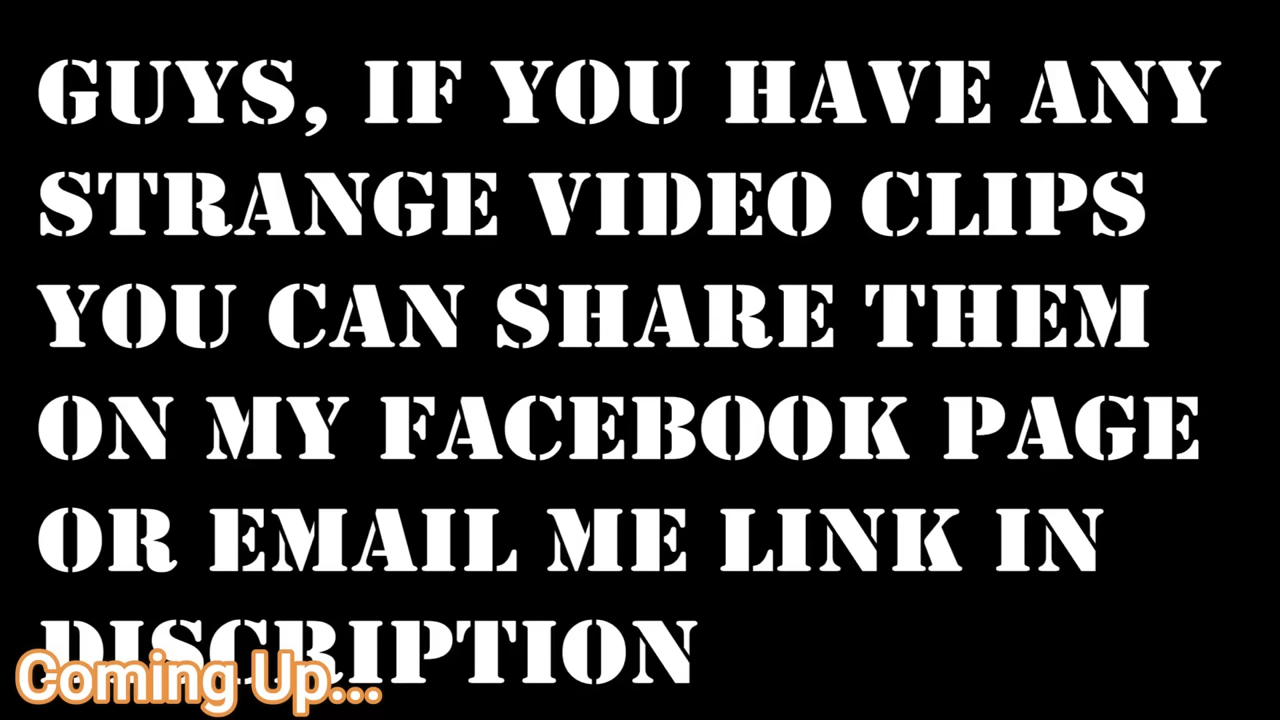 GUYS, IF YOU HAVE ANY
STRANGE VIDEO CLIPS
YOU CAN SHARE THEM
ON MY FACEBOOK PAGE
OR EMAIL ME LINK IN
DISCRIPTION
Coming Up...